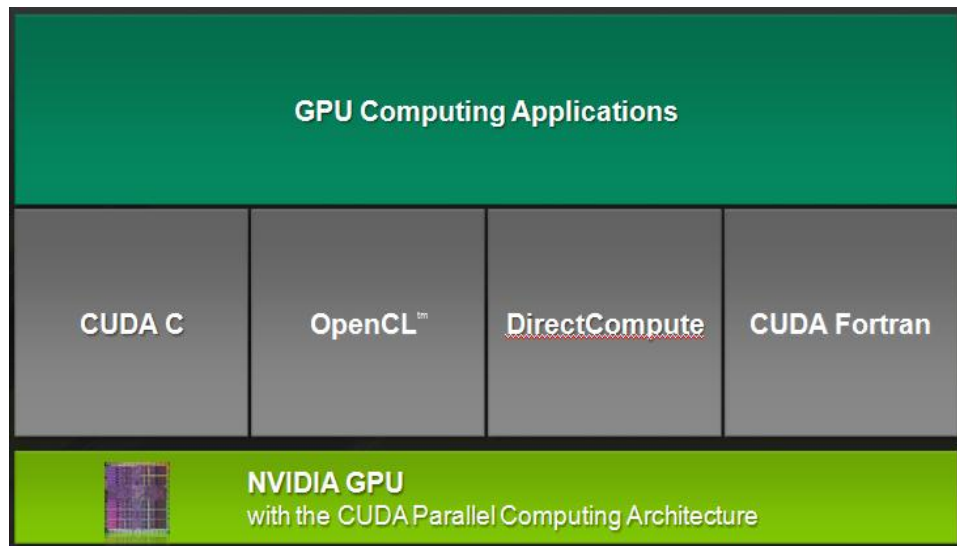 GPU Computing Applications
CUDA C
OpenCL™
DirectCompute
CUDA Fortran
NVIDIA GPU
with the CUDA Parallel Computing Architecture